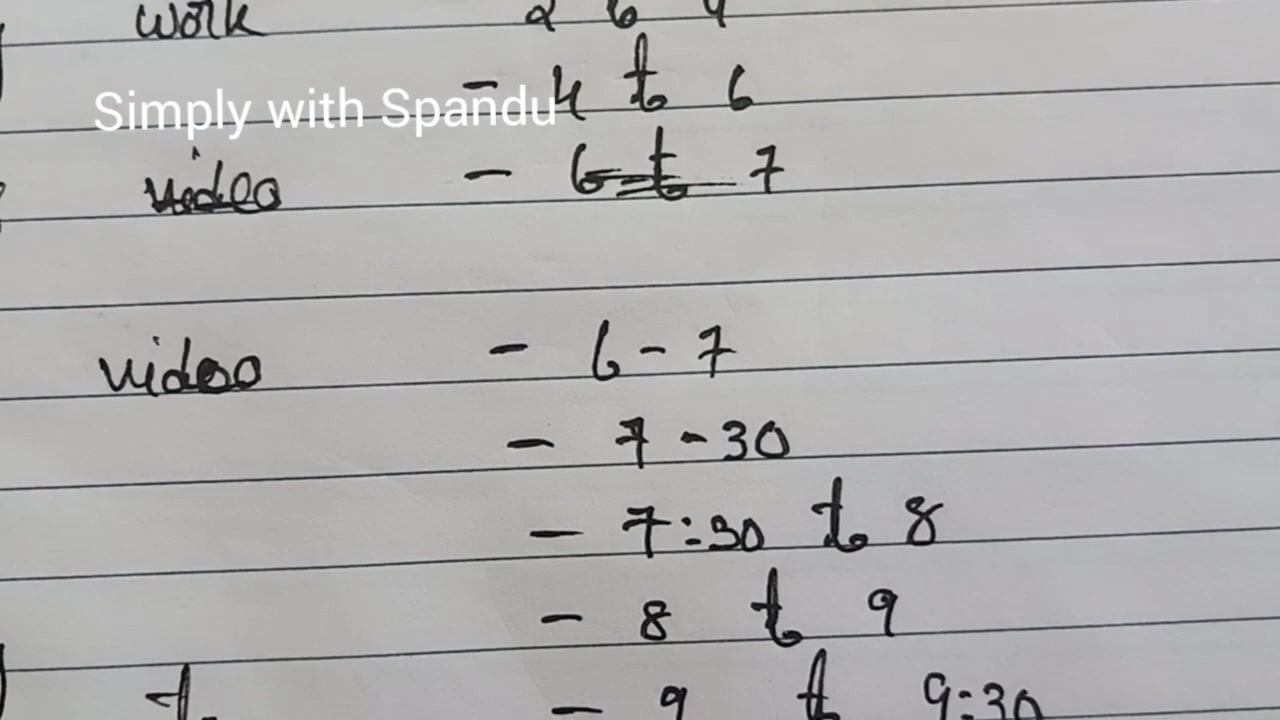 work 2 to 4
- 4 to 6
Simply with Spandu
video - 6 to 7
video - 6 - 7
- 7 - 30
- 7:30 to 8
- 8 to 9
- 9 to 9:30